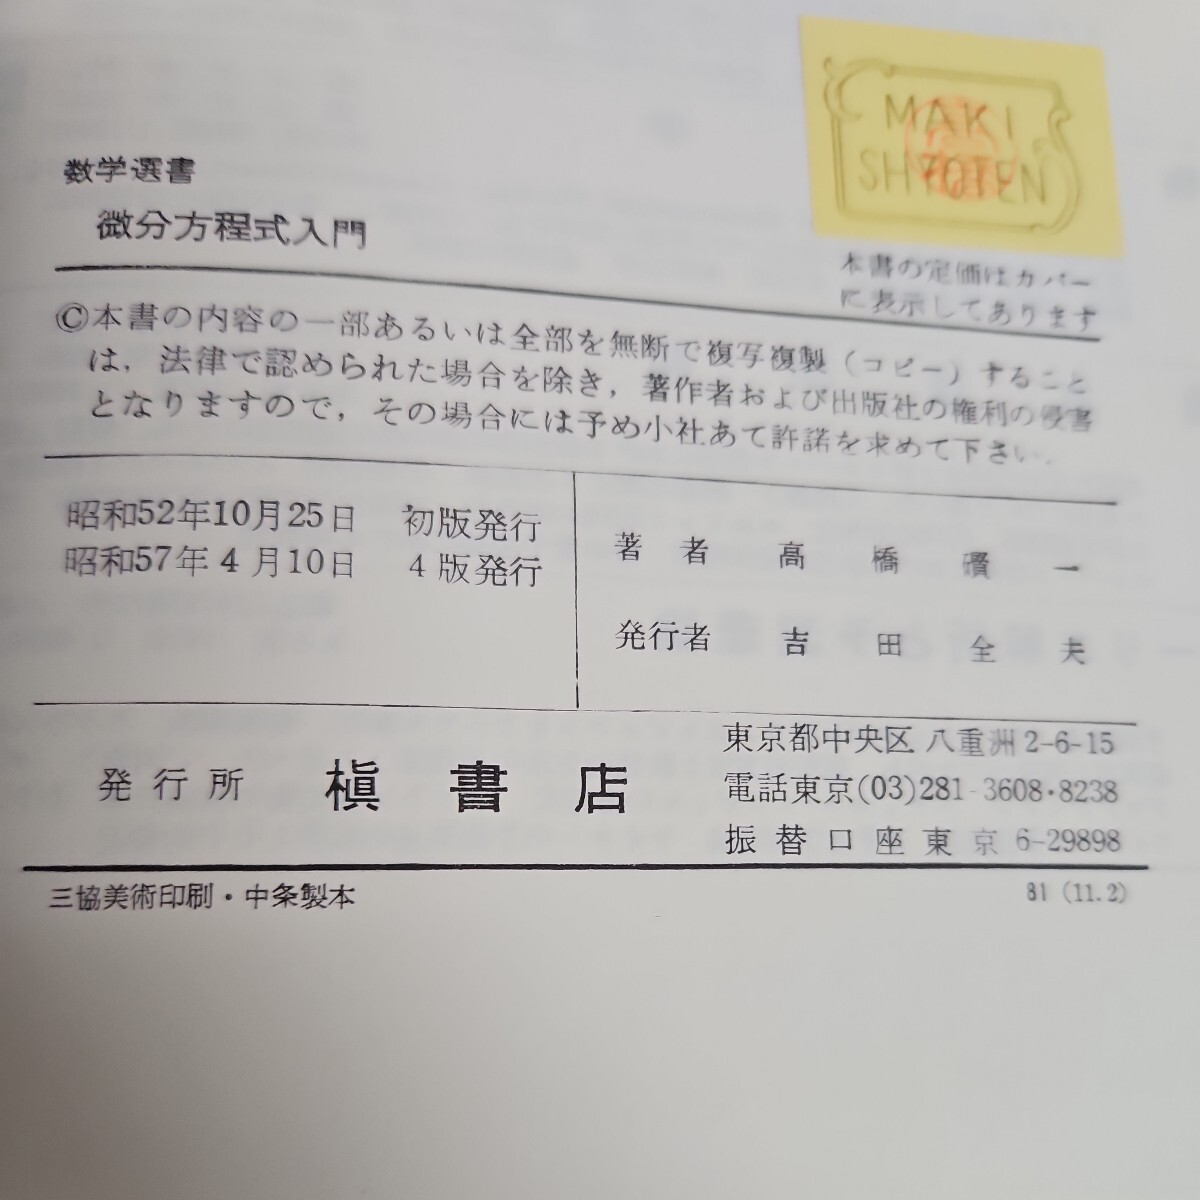 MAKI
SHYOTEN
数学選書
微分方程式入門
本書の定価はカバー
に表示してあります
©本書の内容の一部あるいは全部を無断で複写複製(コピー)すること
は,法律で認められた場合を除き,著作者および出版社の権利の侵害
となりますので,その場合には予め小社あて許諾を求めて下さい.
昭和52年10月25日 初版発行
昭和57年4月10日 4版発行
著者 高橋礥一
発行者 吉田全夫
発行所 槇書店
東京都中央区八重洲2-6-15
電話東京(03)281-3608・8238
振替口座東京6-29898
三協美術印刷・中条製本
81 (11.2)